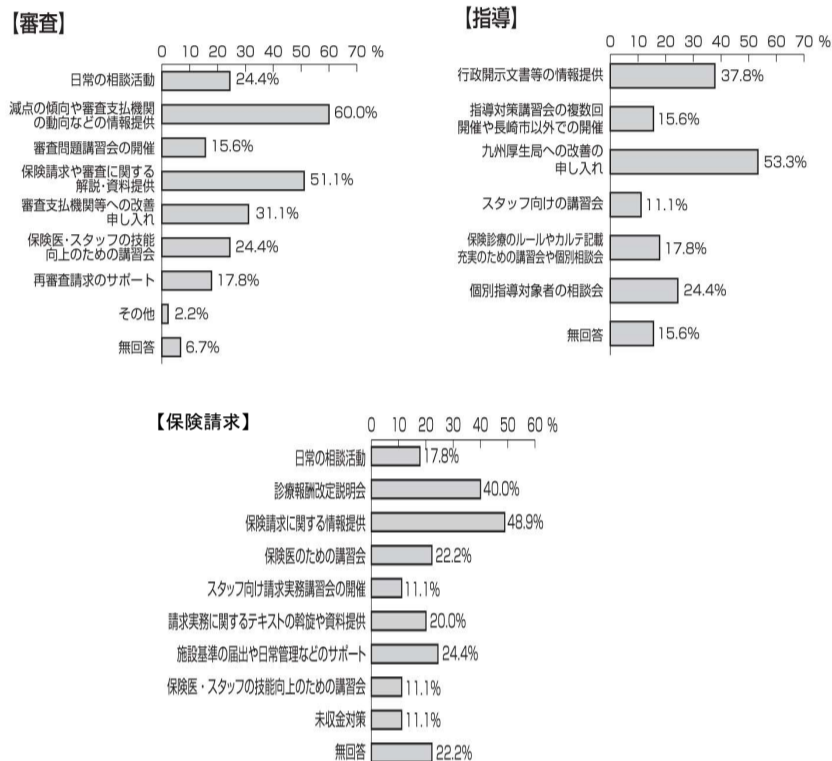 【審査】
0 10 20 30 40 50 60 70 %
日常の相談活動 24.4%
減点の傾向や審査支払機関
の動向などの情報提供 60.0%
審査問題講習会の開催 15.6%
保険請求や審査に関する
解説・資料提供 51.1%
審査支払機関等への改善
申し入れ 31.1%
保険医・スタッフの技能
向上のための講習会 24.4%
再審査請求のサポート 17.8%
その他 2.2%
無回答 6.7%
【指導】
0 10 20 30 40 50 60 70 %
行政開示文書等の情報提供 37.8%
指導対策講習会の複数回
開催や長崎市以外での開催 15.6%
九州厚生局への改善の
申し入れ 53.3%
スタッフ向けの講習会 11.1%
保険診療のルールやカルテ記載
充実のための講習会や個別相談会 17.8%
個別指導対象者の相談会 24.4%
無回答 15.6%
【保険請求】
0 10 20 30 40 50 60 %
日常の相談活動 17.8%
診療報酬改定説明会 40.0%
保険請求に関する情報提供 48.9%
保険医のための講習会 22.2%
スタッフ向け請求実務講習会の開催 11.1%
請求実務に関するテキストの斡旋や資料提供 20.0%
施設基準の届出や日常管理などのサポート 24.4%
保険医・スタッフの技能向上のための講習会 11.1%
未収金対策 11.1%
無回答 22.2%